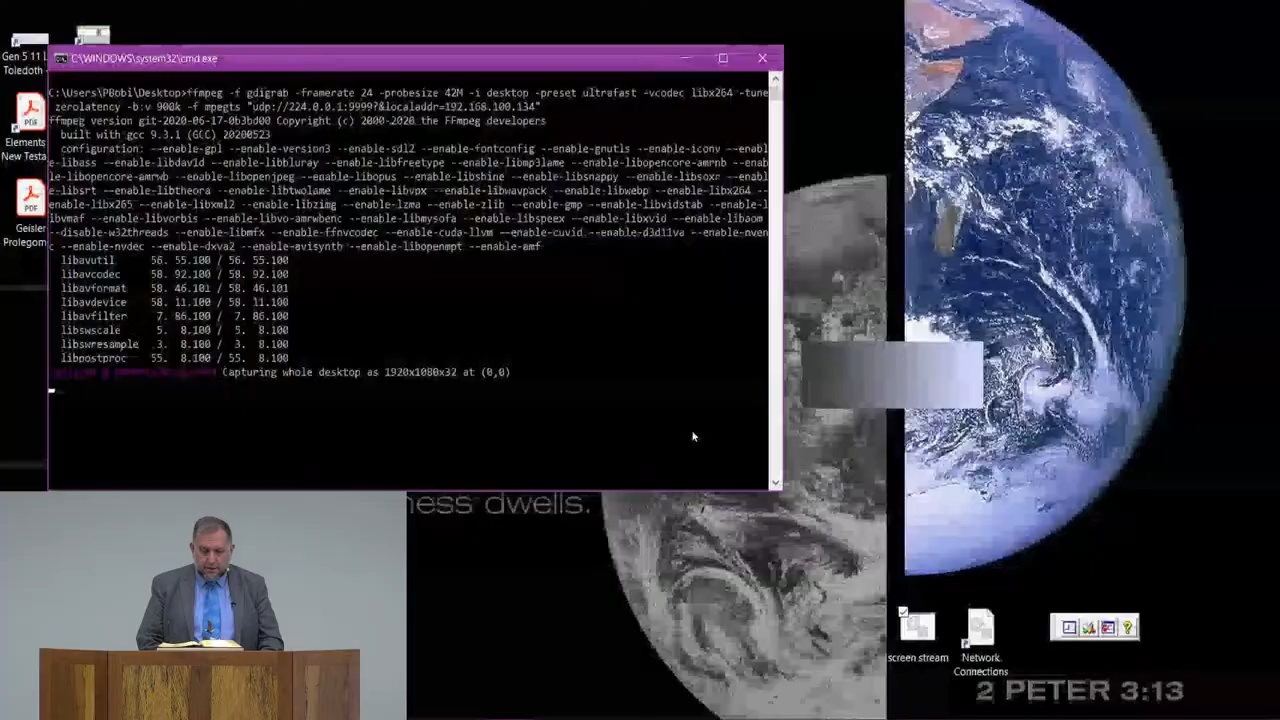 C:\WINDOWS\system32\cmd.exe
C:\Users\PBobi\Desktop>ffmpeg -f gdigrab -framerate 24 -probesize 42M -i desktop -preset ultrafast -vcodec libx264 -tune
zerolatency -b:v 900k -f mpegts "udp://224.0.0.1:9999?&localaddr=192.168.100.134"
ffmpeg version git-2020-06-17-0b3bd00 Copyright (c) 2000-2020 the FFmpeg developers
built with gcc 9.3.1 (GCC) 20200523
configuration: --enable-gpl --enable-version3 --enable-sdl2 --enable-fontconfig --enable-gnutls --enable-iconv --enabl
e-libass --enable-libdav1d --enable-libbluray --enable-libfreetype --enable-libmp3lame --enable-libopencore-amrnb --enab
le-libopencore-amrwb --enable-libopenjpeg --enable-libopus --enable-libshine --enable-libsnappy --enable-libsoxr --enabl
e-libsrt --enable-libtheora --enable-libtwolame --enable-libvpx --enable-libwavpack --enable-libwebp --enable-libx264 --
enable-libx265 --enable-libxml2 --enable-libzimg --enable-lzma --enable-zlib --enable-gmp --enable-libvidstab --enable-
libvmaf --enable-libvorbis --enable-libvo-amrwbenc --enable-libmysofa --enable-libspeex --enable-libxvid --enable-libaom
--disable-w32threads --enable-libmfx --enable-ffnvcodec --enable-cuda-llvm --enable-cuvid --enable-d3d11va --enable-nven
c --enable-nvdec --enable-dxva2 --enable-avisynth --enable-libopenmpt --enable-amf
libavutil 56. 55.100 / 56. 55.100
libavcodec 58. 92.100 / 58. 92.100
libavformat 58. 46.101 / 58. 46.101
libavdevice 58. 11.100 / 58. 11.100
libavfilter 7. 86.100 / 7. 86.100
libswscale 5. 8.100 / 5. 8.100
libswresample 3. 8.100 / 3. 8.100
libpostproc 55. 8.100 / 55. 8.100
Capturing whole desktop as 1920x1080x32 at (0,0)
Gen 5 11
Toledoth
Elements
New Testa
Geisler
Prolegom
ness dwells.
screen stream
Network
Connections
2 PETER 3:13